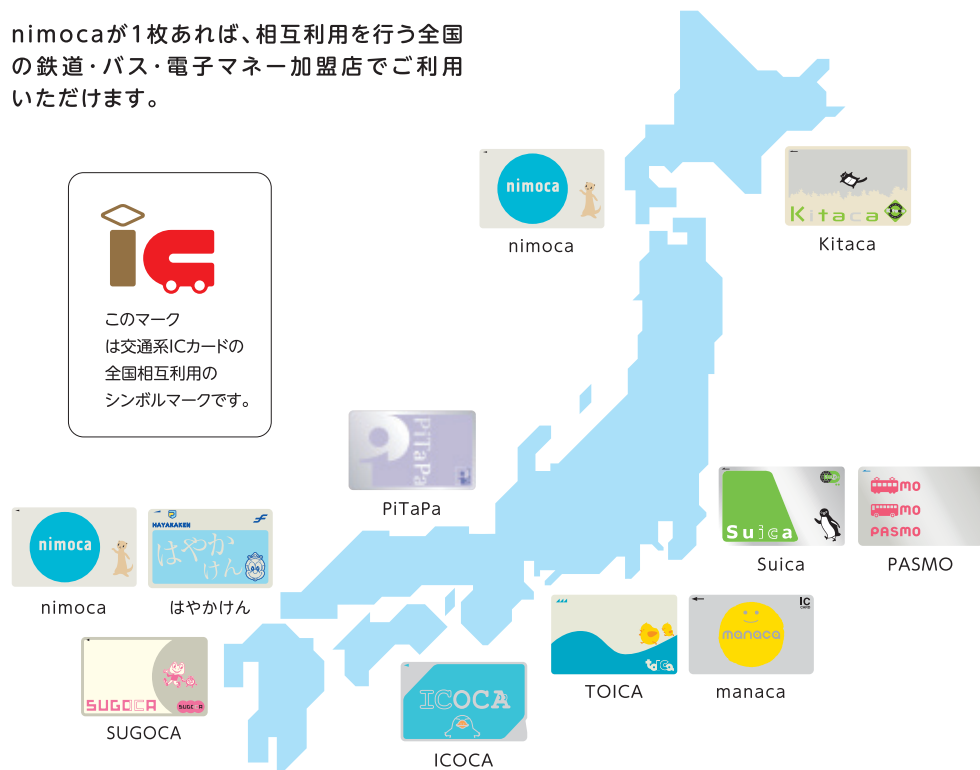 nimocaが1枚あれば、相互利用を行う全国
の鉄道・バス・電子マネー加盟店でご利用
いただけます。
ic
このマーク
は交通系ICカードの
全国相互利用の
シンボルマークです。
nimoca
nimoca
Kitaca
Kitaca
PiTaPa
PiTaPa
Suica
Suica
MO
MO
PASMO
PASMO
nimoca
nimoca
HAYAKAKEN
はやか
けん
はやけん
SUGOCA
SUGOCA
SUGOCA
ICOCA
ICOCA
TOICA
TOICA
IC
CARD
manaca
manaca